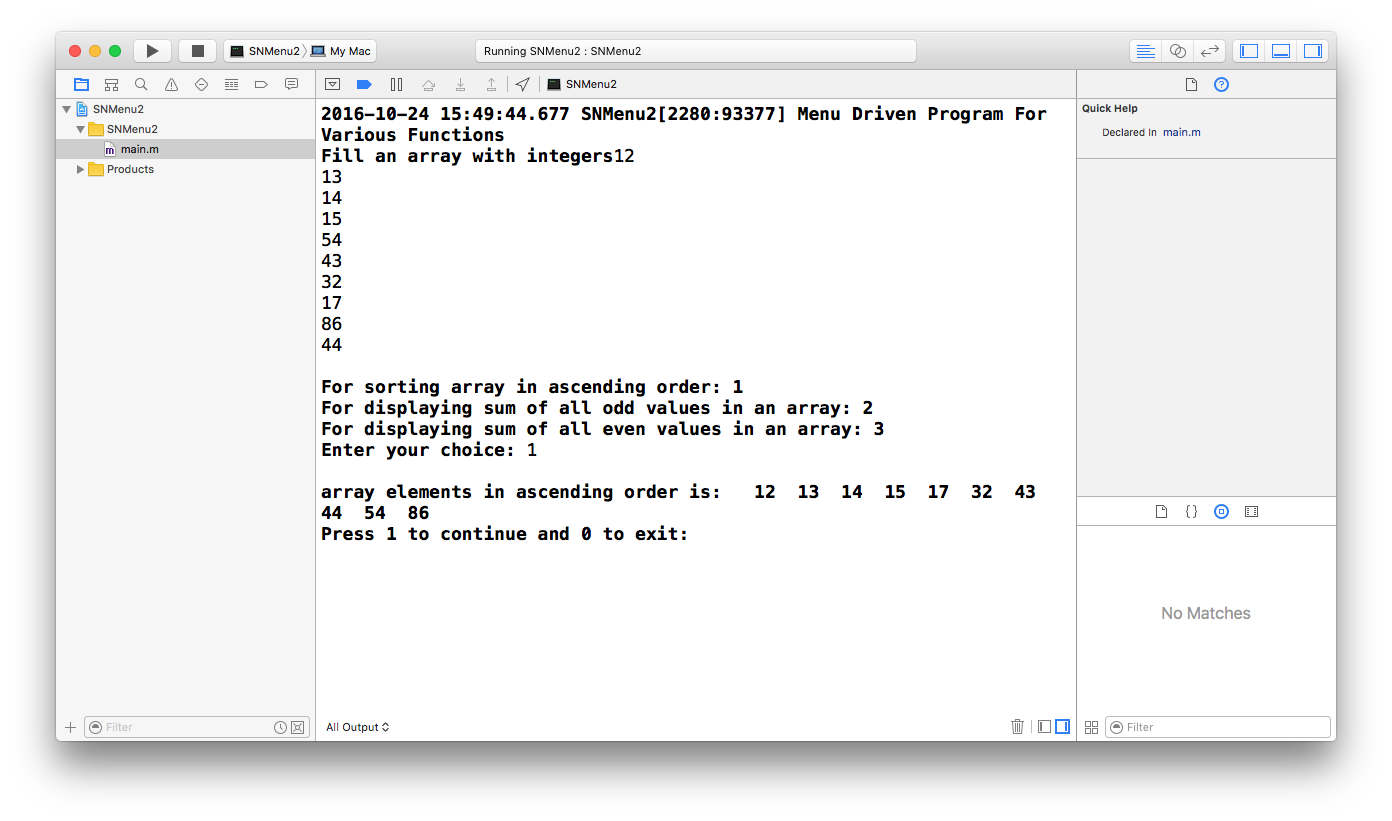 SNMenu2 My Mac
Running SNMenu2 : SNMenu2
SNMenu2
SNMenu2
main.m
Products
Filter
SNMenu2
2016-10-24 15:49:44.677 SNMenu2[2280:93377] Menu Driven Program For
Various Functions
Fill an array with integers12
13
14
15
54
43
32
17
86
44
For sorting array in ascending order: 1
For displaying sum of all odd values in an array: 2
For displaying sum of all even values in an array: 3
Enter your choice: 1
array elements in ascending order is:   12  13  14  15  17  32  43
44  54  86
Press 1 to continue and 0 to exit:
All Output
Quick Help
Declared In main.m
No Matches
Filter